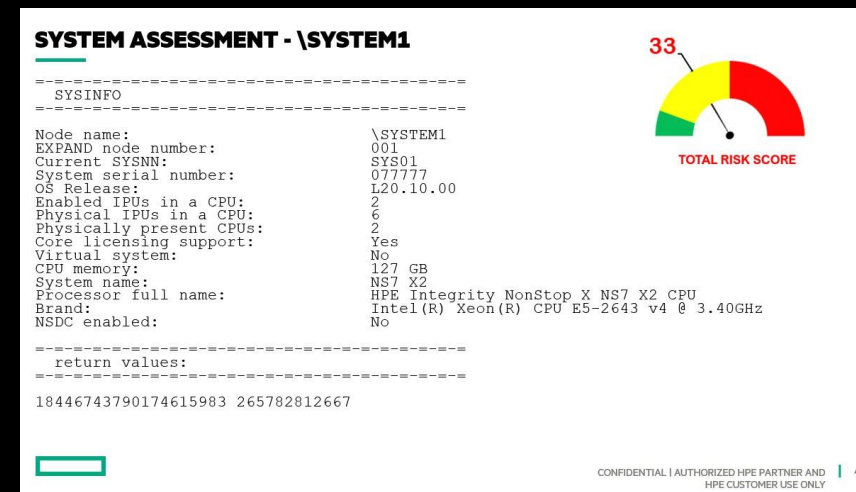 SYSTEM ASSESSMENT - \SYSTEM1
33
TOTAL RISK SCORE
=-=-=-=-=-=-=-=-=-=-=-=-=-=-=-=-=-=-=-=-=-=-=
SYSINFO
=-=-=-=-=-=-=-=-=-=-=-=-=-=-=-=-=-=-=-=-=-=-=
Node name: \SYSTEM1
EXPAND node number: 001
Current SYSNN: SYS01
System serial number: 077777
OS Release: L20.10.00
Enabled IPUs in a CPU: 2
Physical IPUs in a CPU: 6
Physically present CPUs: 2
Core licensing support: Yes
Virtual system: No
CPU memory: 127 GB
System name: NS7 X2
Processor full name: HPE Integrity NonStop X NS7 X2 CPU
Brand: Intel(R) Xeon(R) CPU E5-2643 v4 @ 3.40GHz
NSDC enabled: No
=-=-=-=-=-=-=-=-=-=-=-=-=-=-=-=-=-=-=-=-=-=-=
return values:
=-=-=-=-=-=-=-=-=-=-=-=-=-=-=-=-=-=-=-=-=-=-=
18446743790174615983 265782812667
CONFIDENTIAL | AUTHORIZED HPE PARTNER AND
HPE CUSTOMER USE ONLY